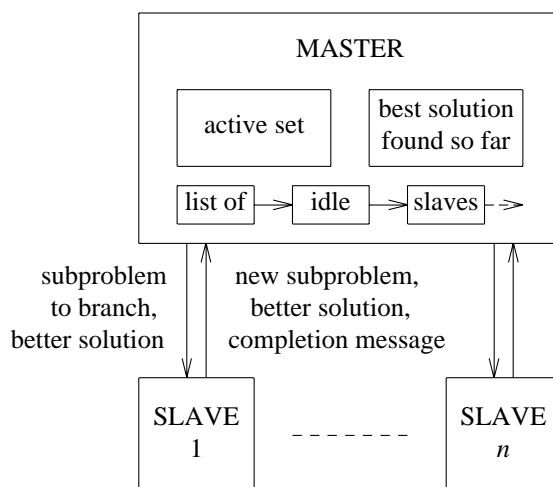 MASTER
active set
best solution
found so far
list of
idle
slaves
subproblem
to branch,
better solution
new subproblem,
better solution,
completion message
SLAVE
1
SLAVE
n